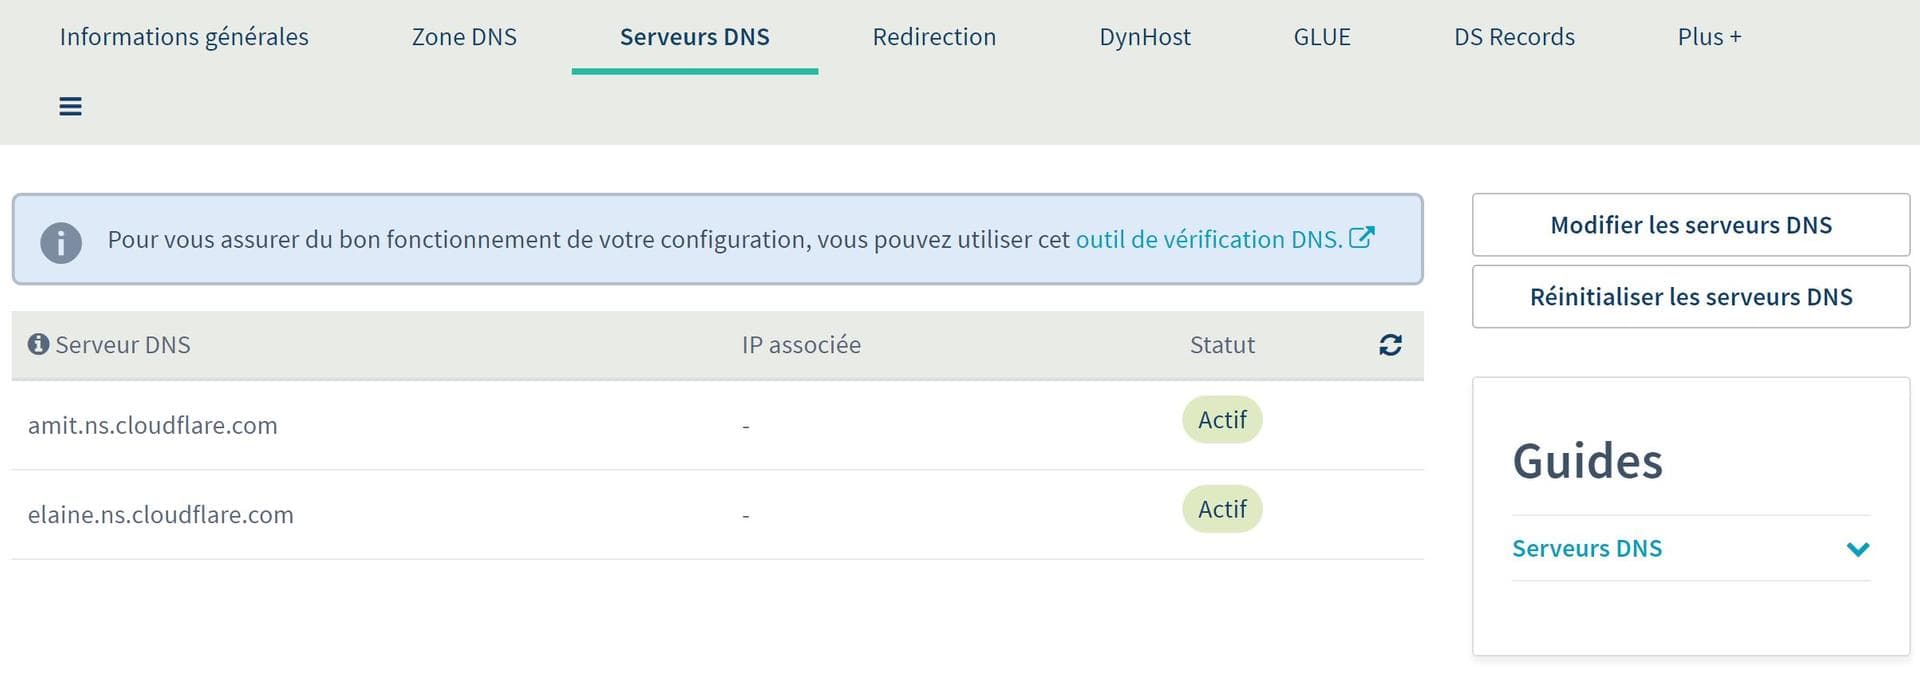 Informations générales Zone DNS Serveurs DNS Redirection DynHost GLUE DS Records Plus +
Pour vous assurer du bon fonctionnement de votre configuration, vous pouvez utiliser cet outil de vérification DNS.
Modifier les serveurs DNS
Réinitialiser les serveurs DNS
Serveur DNS IP associée Statut
amit.ns.cloudflare.com - Actif
elaine.ns.cloudflare.com - Actif
Guides
Serveurs DNS